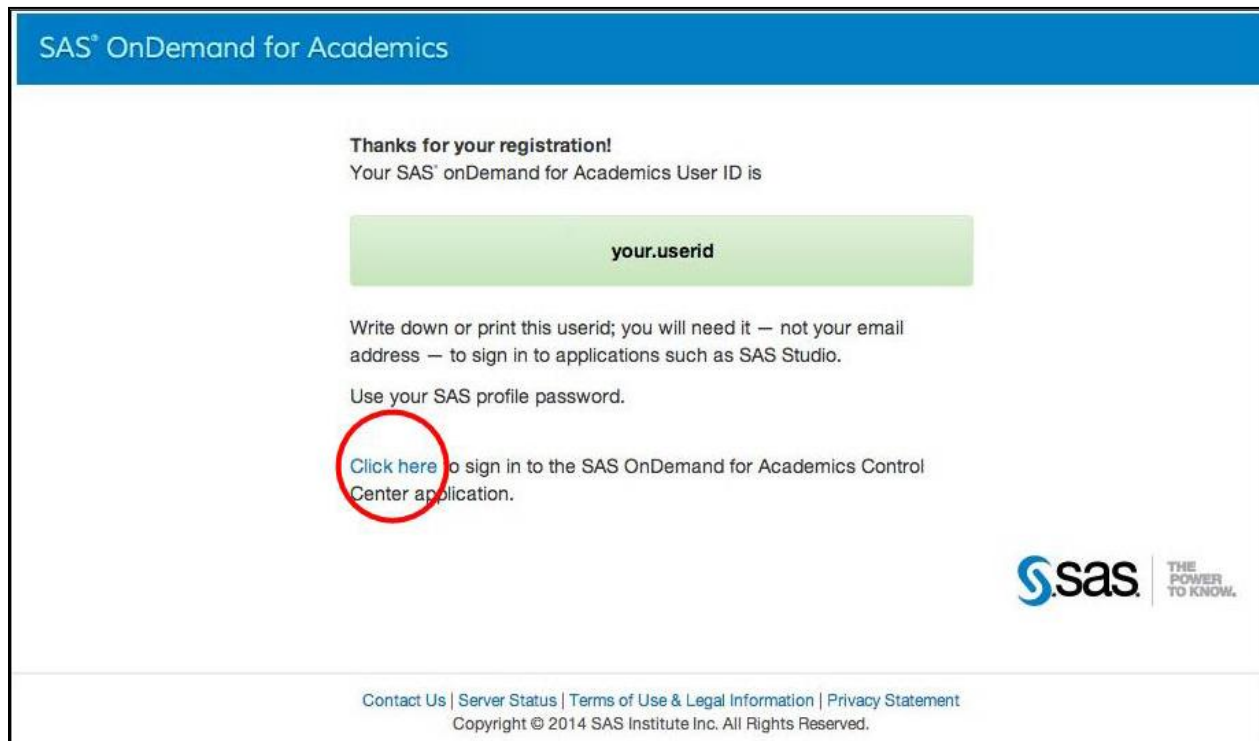 SAS® OnDemand for Academics
Thanks for your registration!
Your SAS® onDemand for Academics User ID is
your.userid
Write down or print this userid; you will need it — not your email
address — to sign in to applications such as SAS Studio.
Use your SAS profile password.
Click here to sign in to the SAS OnDemand for Academics Control
Center application.
sas
THE
POWER
TO KNOW.
Contact Us | Server Status | Terms of Use & Legal Information | Privacy Statement
Copyright © 2014 SAS Institute Inc. All Rights Reserved.